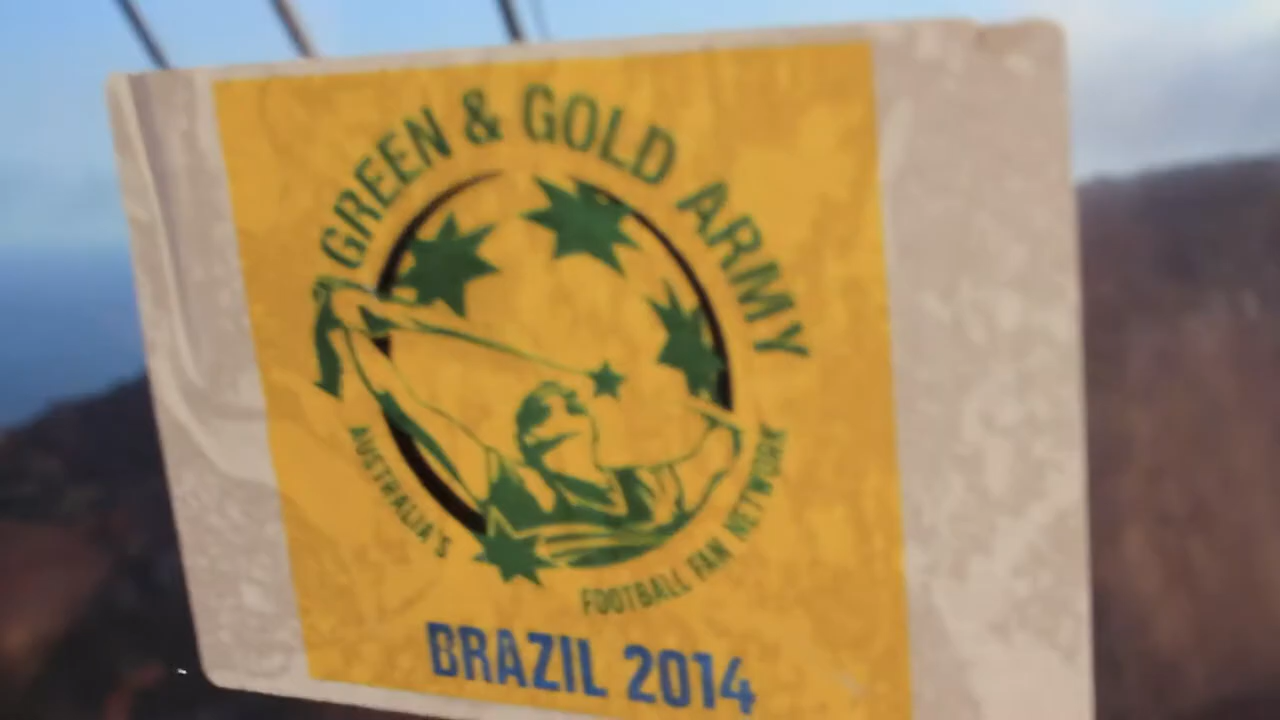 GREEN & GOLD ARMY
AUSTRALIA'S
FOOTBALL FAN NETWORK
BRAZIL 2014